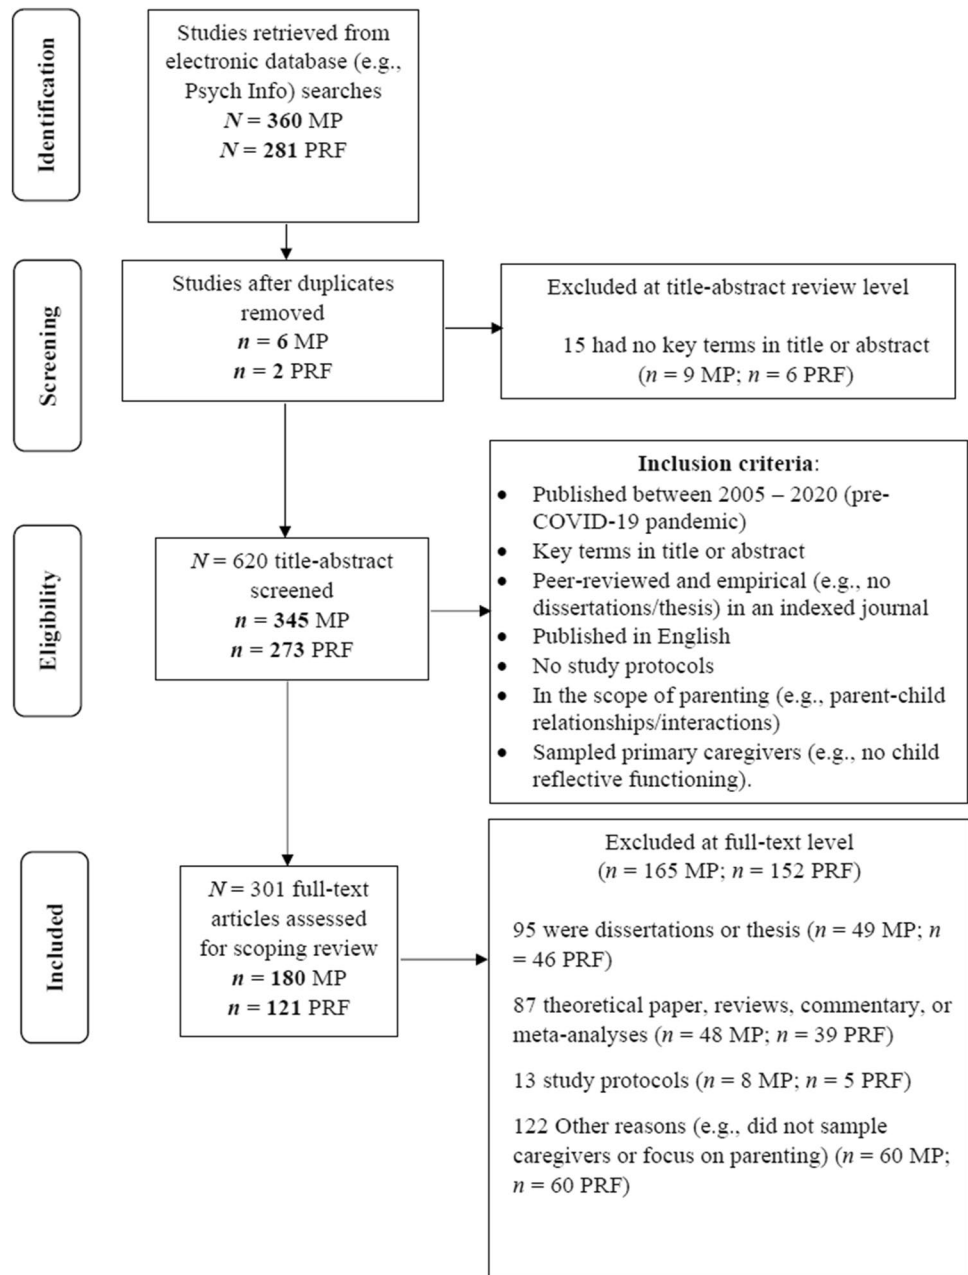 Identification
Studies retrieved from
electronic database (e.g.,
Psych Info) searches
N = 360 MP
N = 281 PRF
Screening
Studies after duplicates
removed
n = 6 MP
n = 2 PRF
Excluded at title-abstract review level
15 had no key terms in title or abstract
(n = 9 MP; n = 6 PRF)
Eligibility
N = 620 title-abstract
screened
n = 345 MP
n = 273 PRF
Inclusion criteria:
• Published between 2005 – 2020 (pre-
COVID-19 pandemic)
• Key terms in title or abstract
• Peer-reviewed and empirical (e.g., no
dissertations/thesis) in an indexed journal
• Published in English
• No study protocols
• In the scope of parenting (e.g., parent-child
relationships/interactions)
• Sampled primary caregivers (e.g., no child
reflective functioning).
Included
N = 301 full-text
articles assessed
for scoping review
n = 180 MP
n = 121 PRF
Excluded at full-text level
(n = 165 MP; n = 152 PRF)
95 were dissertations or thesis (n = 49 MP; n
= 46 PRF)
87 theoretical paper, reviews, commentary, or
meta-analyses (n = 48 MP; n = 39 PRF)
13 study protocols (n = 8 MP; n = 5 PRF)
122 Other reasons (e.g., did not sample
caregivers or focus on parenting) (n = 60 MP;
n = 60 PRF)